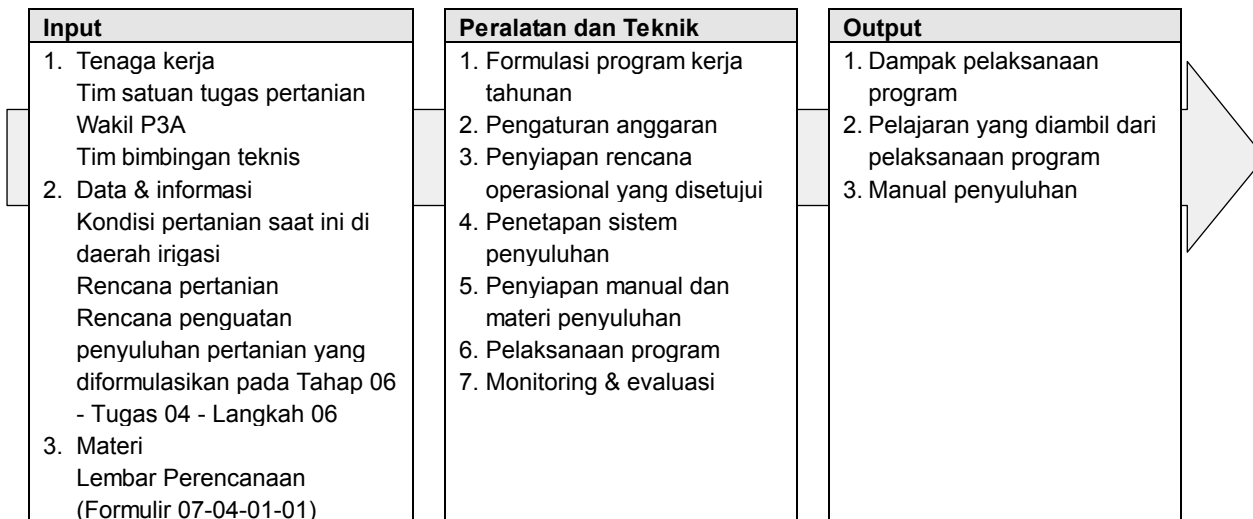 Input
1. Tenaga kerja
Tim satuan tugas pertanian
Wakil P3A
Tim bimbingan teknis
2. Data & informasi
Kondisi pertanian saat ini di
daerah irigasi
Rencana pertanian
Rencana penguatan
penyuluhan pertanian yang
diformulasikan pada Tahap 06
- Tugas 04 - Langkah 06
3. Materi
Lembar Perencanaan
(Formulir 07-04-01-01)
Peralatan dan Teknik
1. Formulasi program kerja
tahunan
2. Pengaturan anggaran
3. Penyiapan rencana
operasional yang disetujui
4. Penetapan sistem
penyuluhan
5. Penyiapan manual dan
materi penyuluhan
6. Pelaksanaan program
7. Monitoring & evaluasi
Output
1. Dampak pelaksanaan
program
2. Pelajaran yang diambil dari
pelaksanaan program
3. Manual penyuluhan